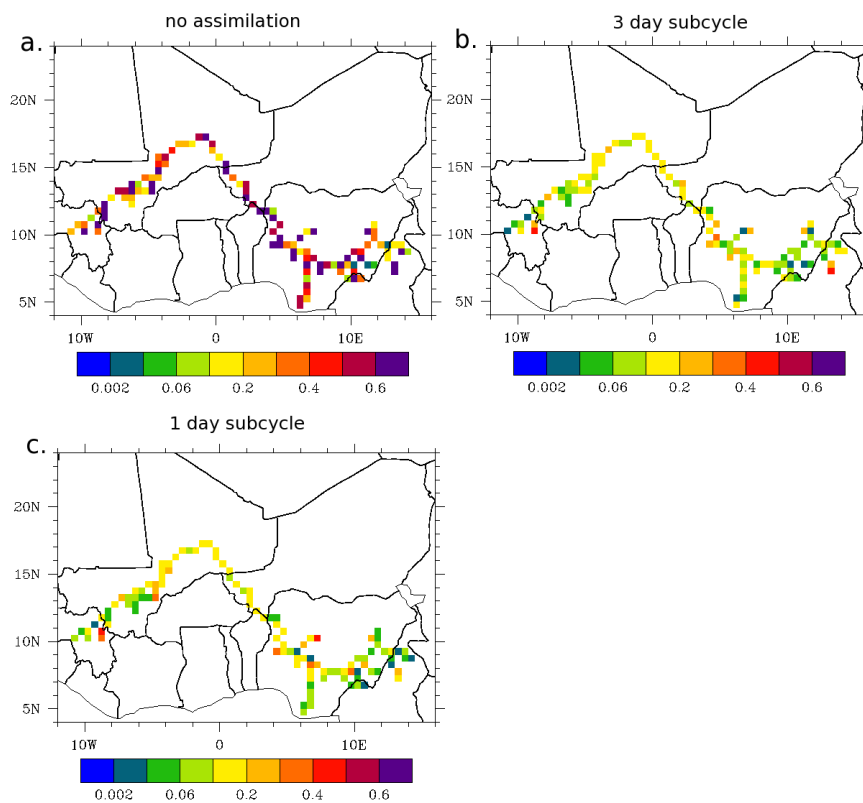 no assimilation
a.
20N
15N
10N
5N
10W 0 10E
0.002 0.06 0.2 0.4 0.6
3 day subcycle
b.
20N
15N
10N
5N
10W 0 10E
0.002 0.06 0.2 0.4 0.6
1 day subcycle
c.
20N
15N
10N
5N
10W 0 10E
0.002 0.06 0.2 0.4 0.6